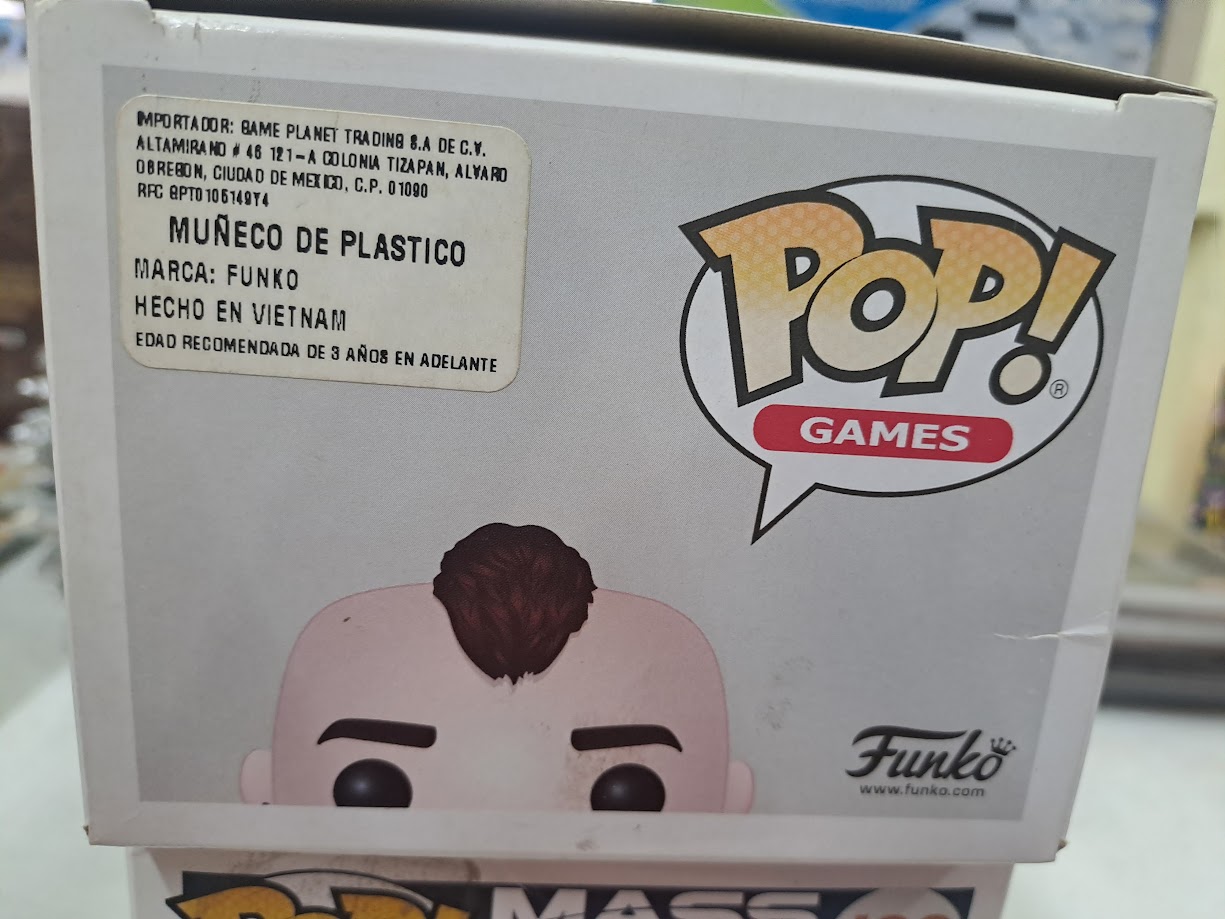 IMPORTADOR: GAME PLANET TRADING S.A DE C.V.
ALTAMIRANO # 46 121-A COLONIA TIZAPAN, ALVARO
OBREGON, CIUDAD DE MEXICO, C.P. 01090
RFC GPT0105149Y4
MUÑECO DE PLASTICO
MARCA: FUNKO
HECHO EN VIETNAM
EDAD RECOMENDADA DE 3 AÑOS EN ADELANTE
POP! ®
GAMES
Funko
www.funko.com
POP! MASS